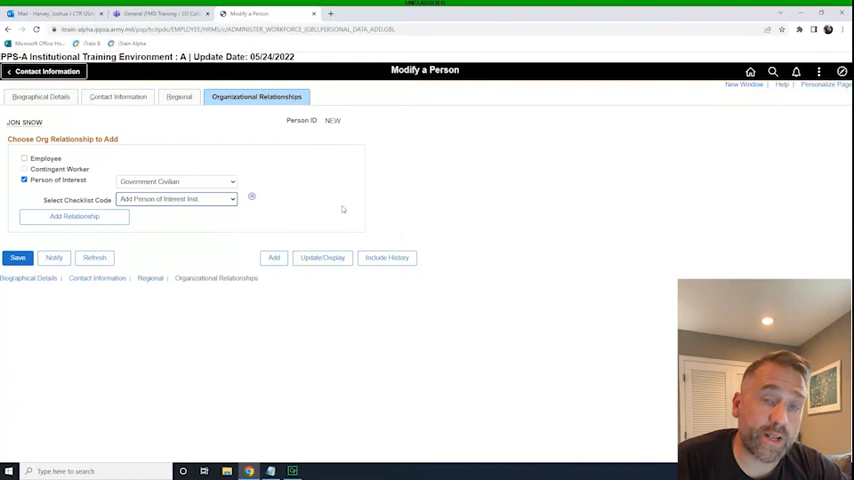 UNCLASSIFIED
Mail - Harvey, Joshua J CTR US
General (FMD Training / SS) Cal
Modify a Person
itrain-alpha.ippsa.army.mil/psp/hcitpdc/EMPLOYEE/HRMS/c/ADMINISTER_WORKFORCE_(GBL).PERSONAL_DATA_ADD.GBL
Microsoft Office Ho...
iTrain B
iTrain Alpha
PPS-A Institutional Training Environment : A | Update Date: 05/24/2022
Contact Information
Modify a Person
New Window | Help | Personalize Page
Biographical Details
Contact Information
Regional
Organizational Relationships
JON SNOW
Person ID NEW
Choose Org Relationship to Add
Employee
Contingent Worker
Person of Interest
Government Civilian
Select Checklist Code
Add Person of Interest Inst
Add Relationship
Save
Notify
Refresh
Add
Update/Display
Include History
Biographical Details | Contact Information | Regional | Organizational Relationships
Type here to search